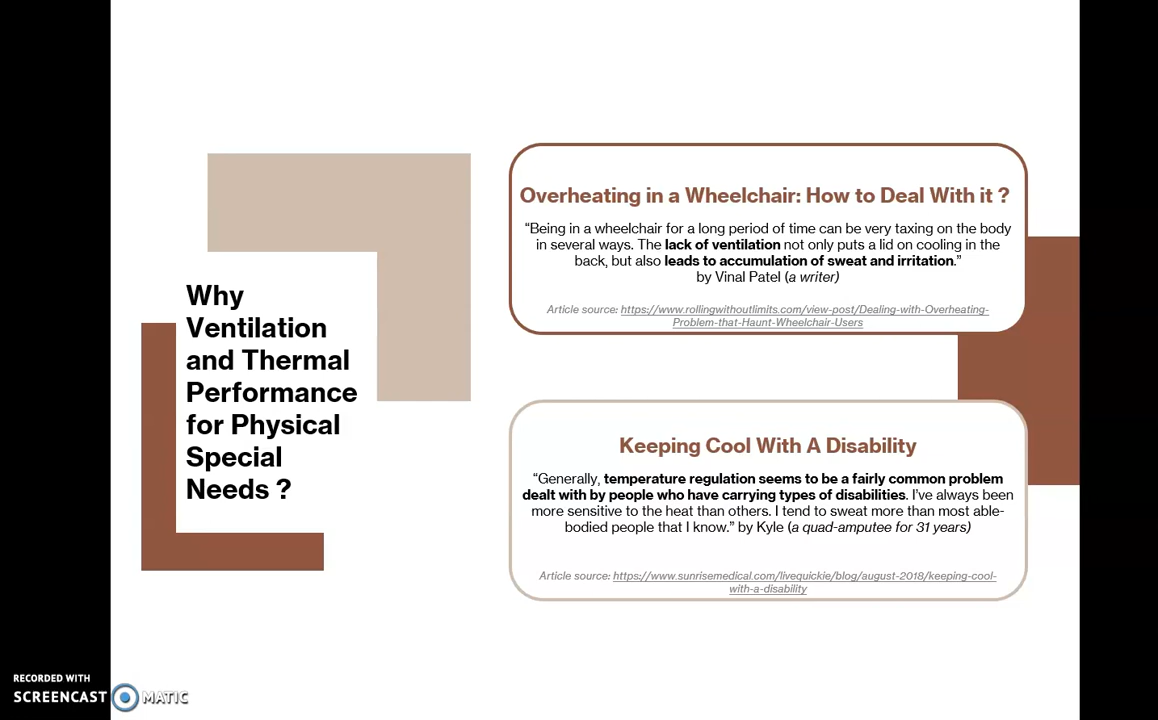 Why
Ventilation
and Thermal
Performance
for Physical
Special
Needs ?
Overheating in a Wheelchair: How to Deal With it ?
“Being in a wheelchair for a long period of time can be very taxing on the body
in several ways. The lack of ventilation not only puts a lid on cooling in the
back, but also leads to accumulation of sweat and irritation.”
by Vinal Patel (a writer)
Article source: https://www.rollingwithoutlimits.com/view-post/Dealing-with-Overheating-
Problem-that-Haunt-Wheelchair-Users
Keeping Cool With A Disability
“Generally, temperature regulation seems to be a fairly common problem
dealt with by people who have carrying types of disabilities. I’ve always been
more sensitive to the heat than others. I tend to sweat more than most able-
bodied people that I know.” by Kyle (a quad-amputee for 31 years)
Article source: https://www.sunrisemedical.com/livequickie/blog/august-2018/keeping-cool-
with-a-disability
RECORDED WITH
SCREENCAST MATIC